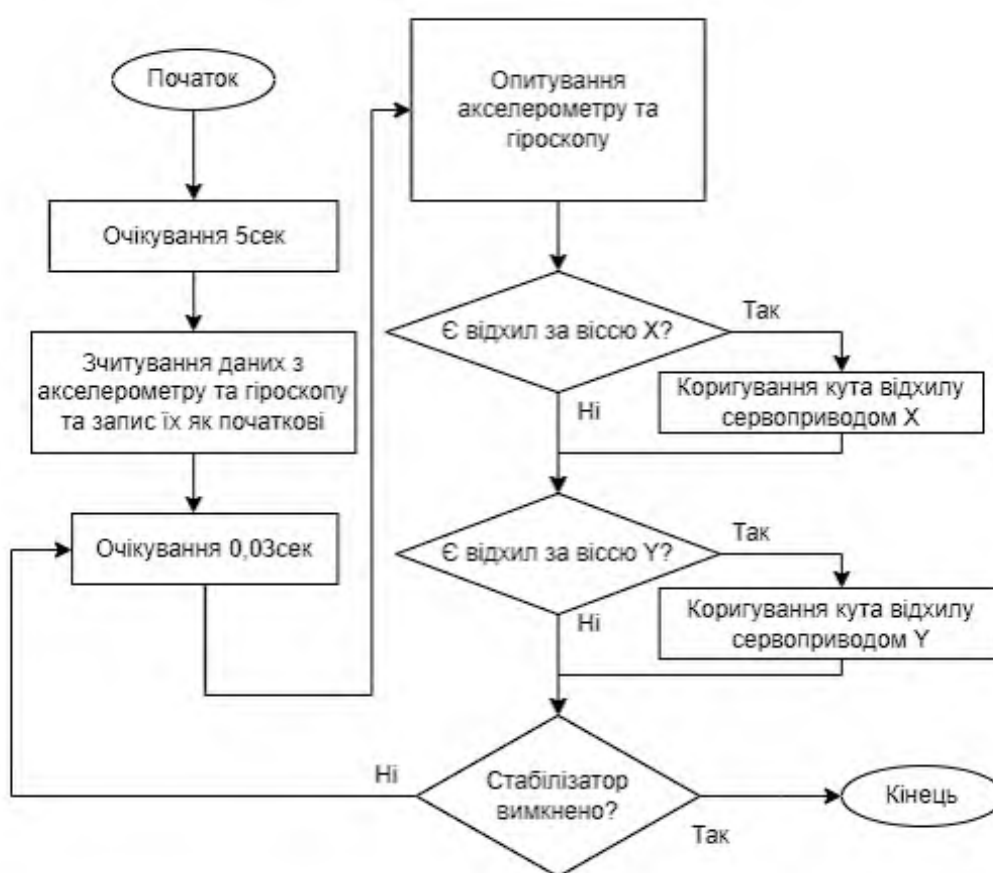 Початок
Очікування 5сек
Зчитування даних з
акселерометру та гіроскопу
та запис їх як початкові
Очікування 0,03сек
Опитування
акселерометру та
гіроскопу
Є відхил за віссю X?
Так
Ні
Коригування кута відхилу
сервоприводом X
Є відхил за віссю Y?
Так
Ні
Коригування кута відхилу
сервоприводом Y
Стабілізатор
вимкнено?
Ні
Так
Кінець